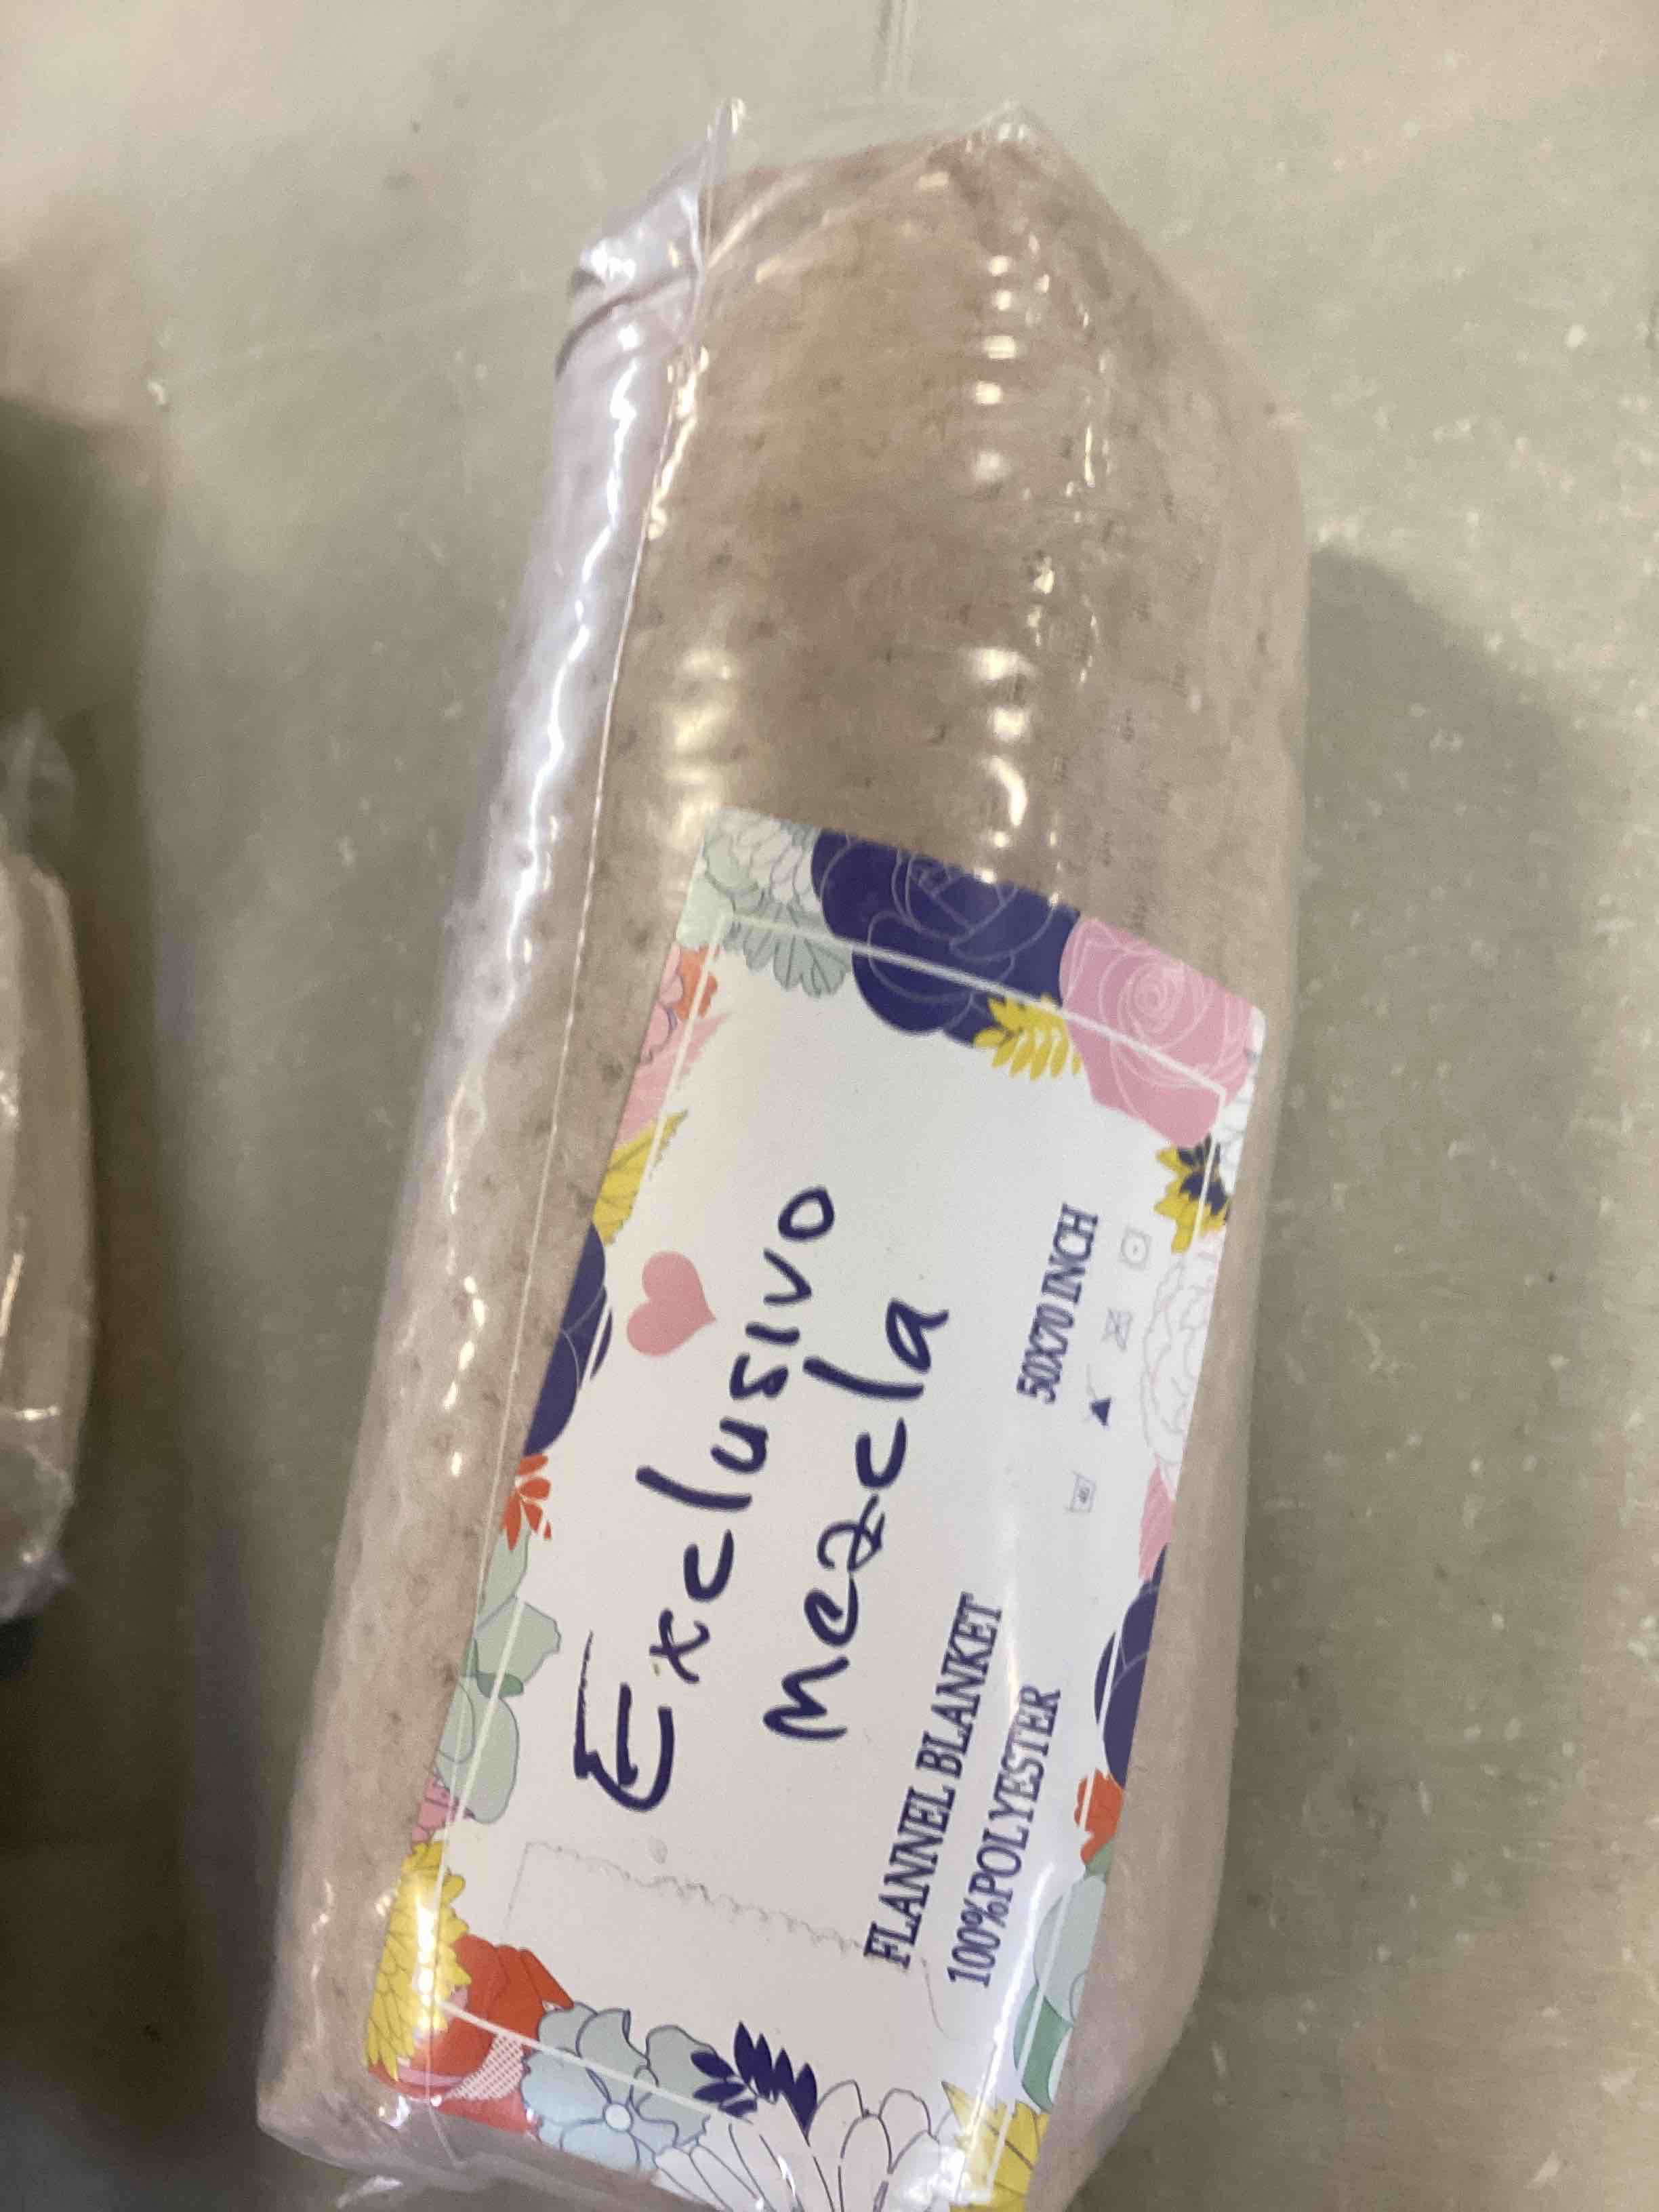 Exclusivo
Mezcla
FLANNEL BLANKET
100%POLYESTER
50X70 INCH